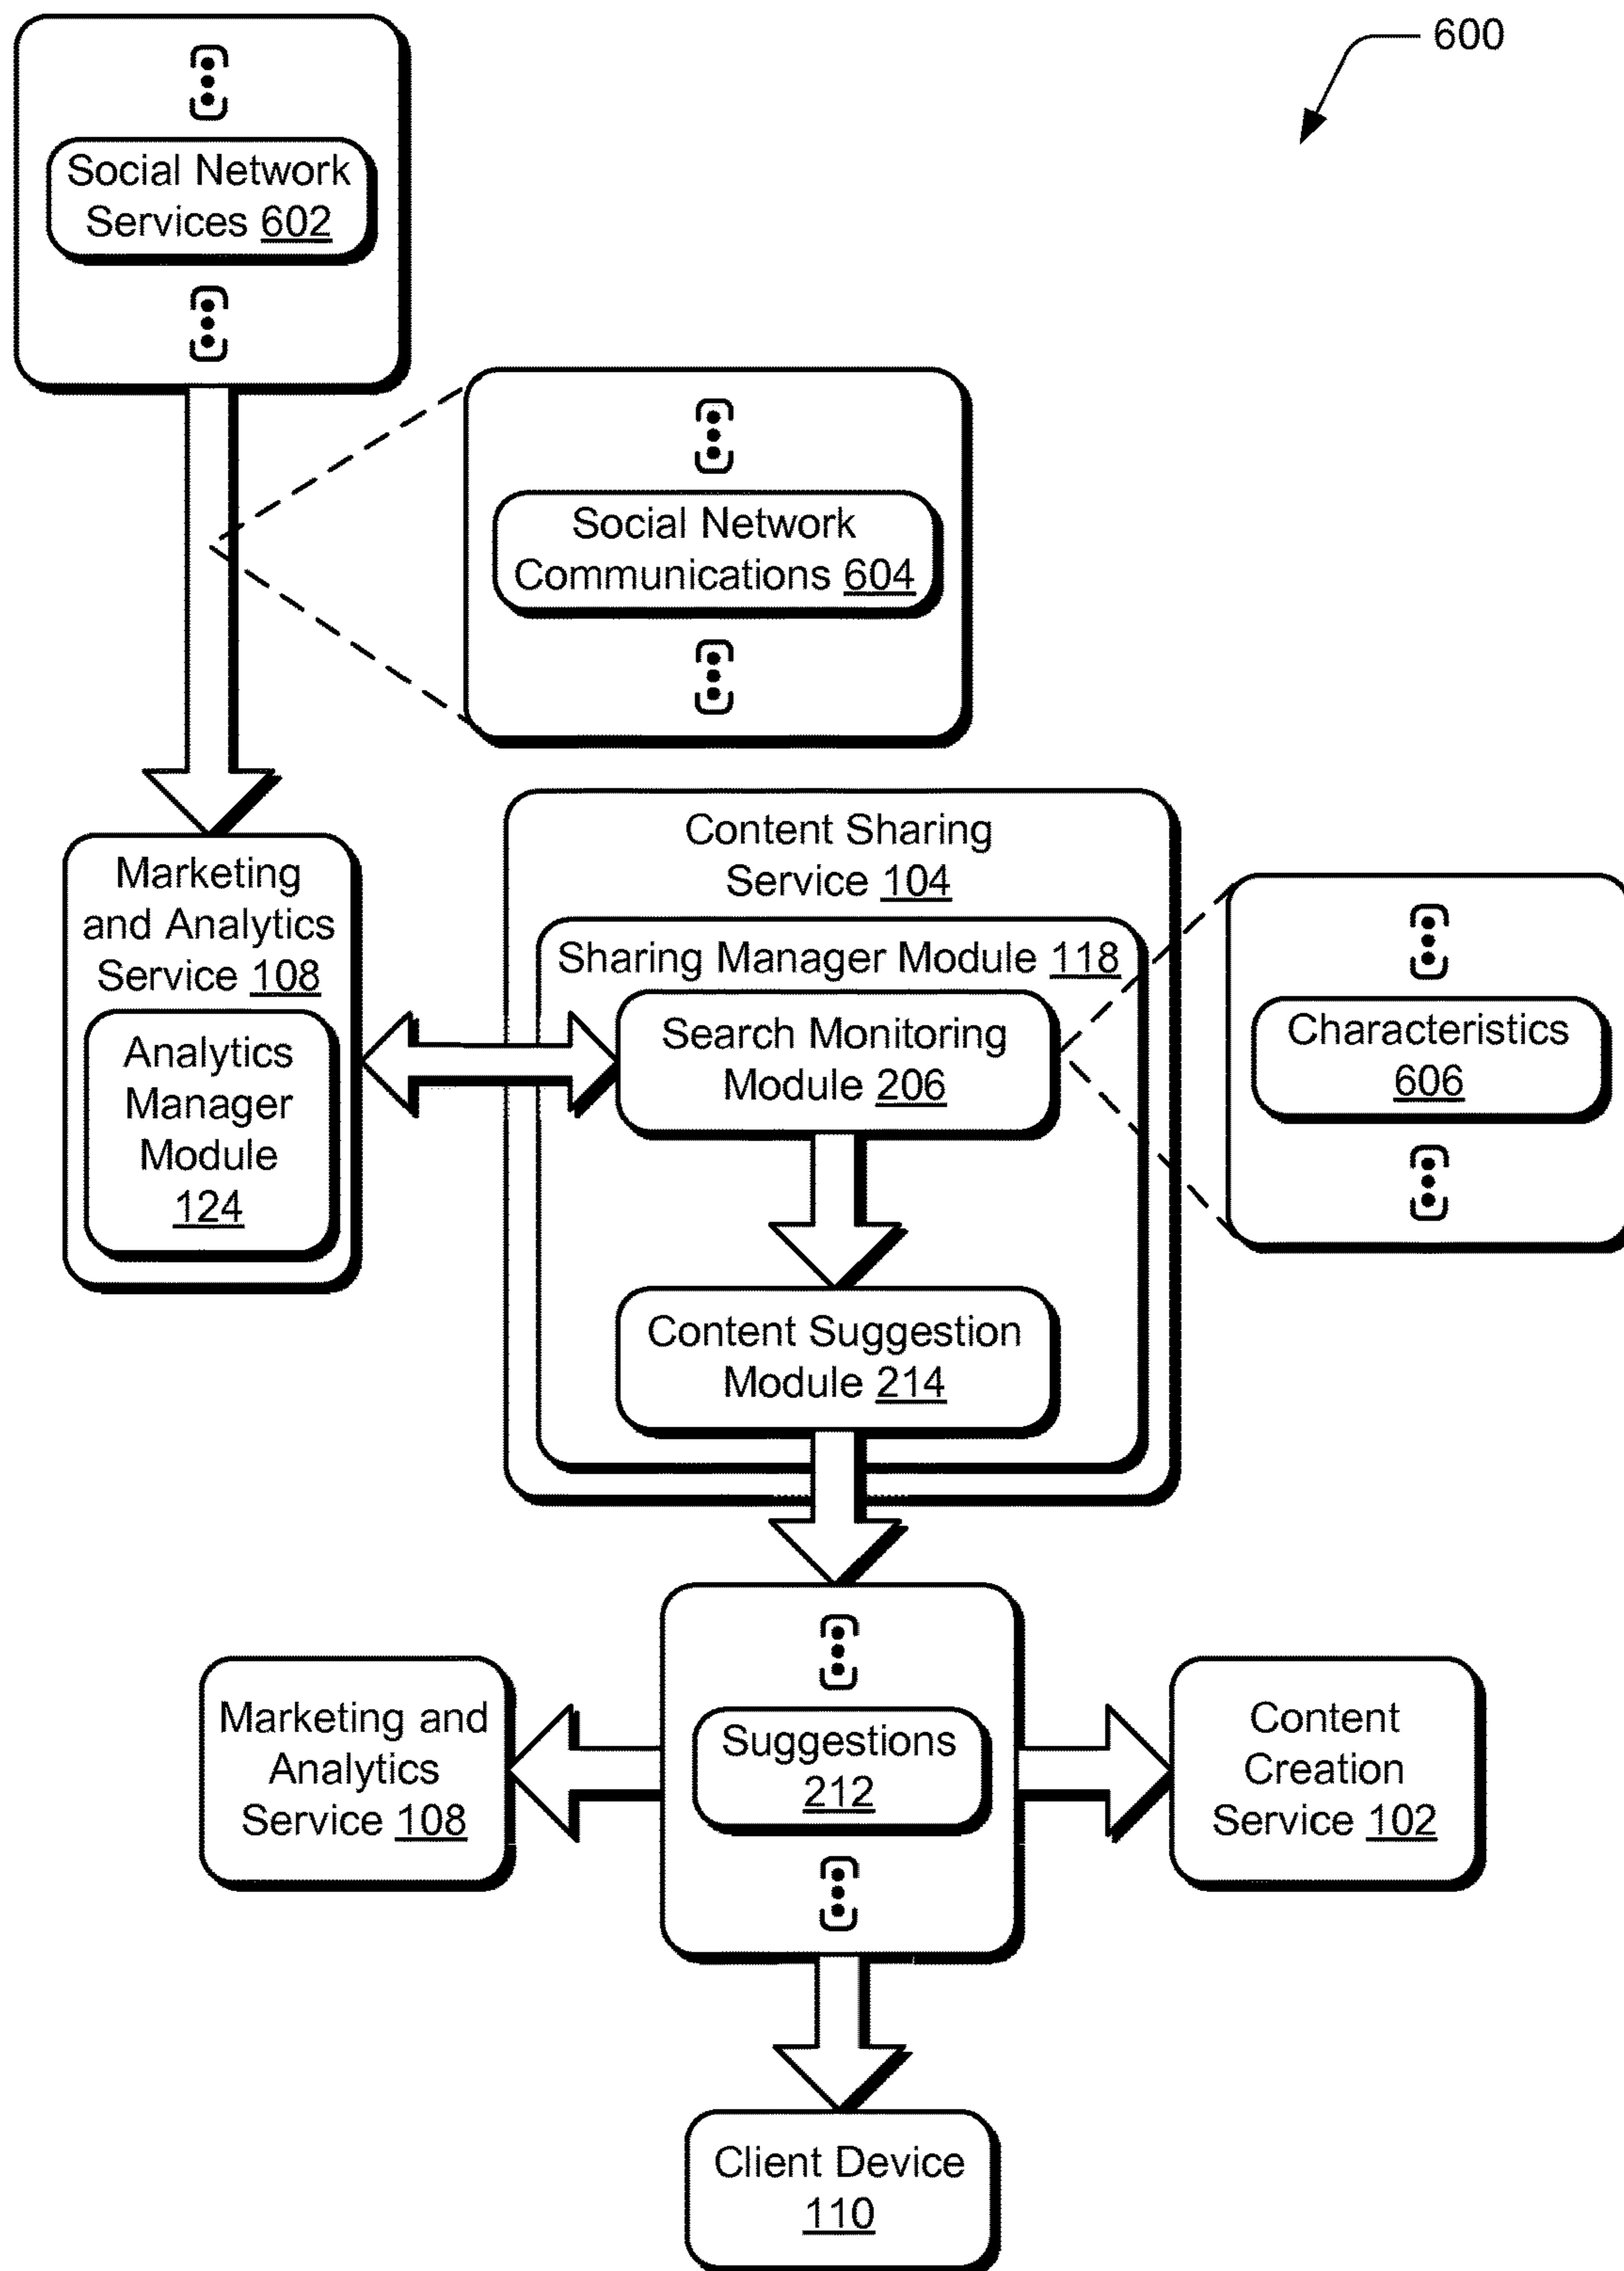 600
Social Network
Services 602
Social Network
Communications 604
Marketing
and Analytics
Service 108
Analytics
Manager
Module
124
Content Sharing
Service 104
Sharing Manager Module 118
Search Monitoring
Module 206
Characteristics
606
Content Suggestion
Module 214
Marketing and
Analytics
Service 108
Suggestions
212
Content
Creation
Service 102
Client Device
110